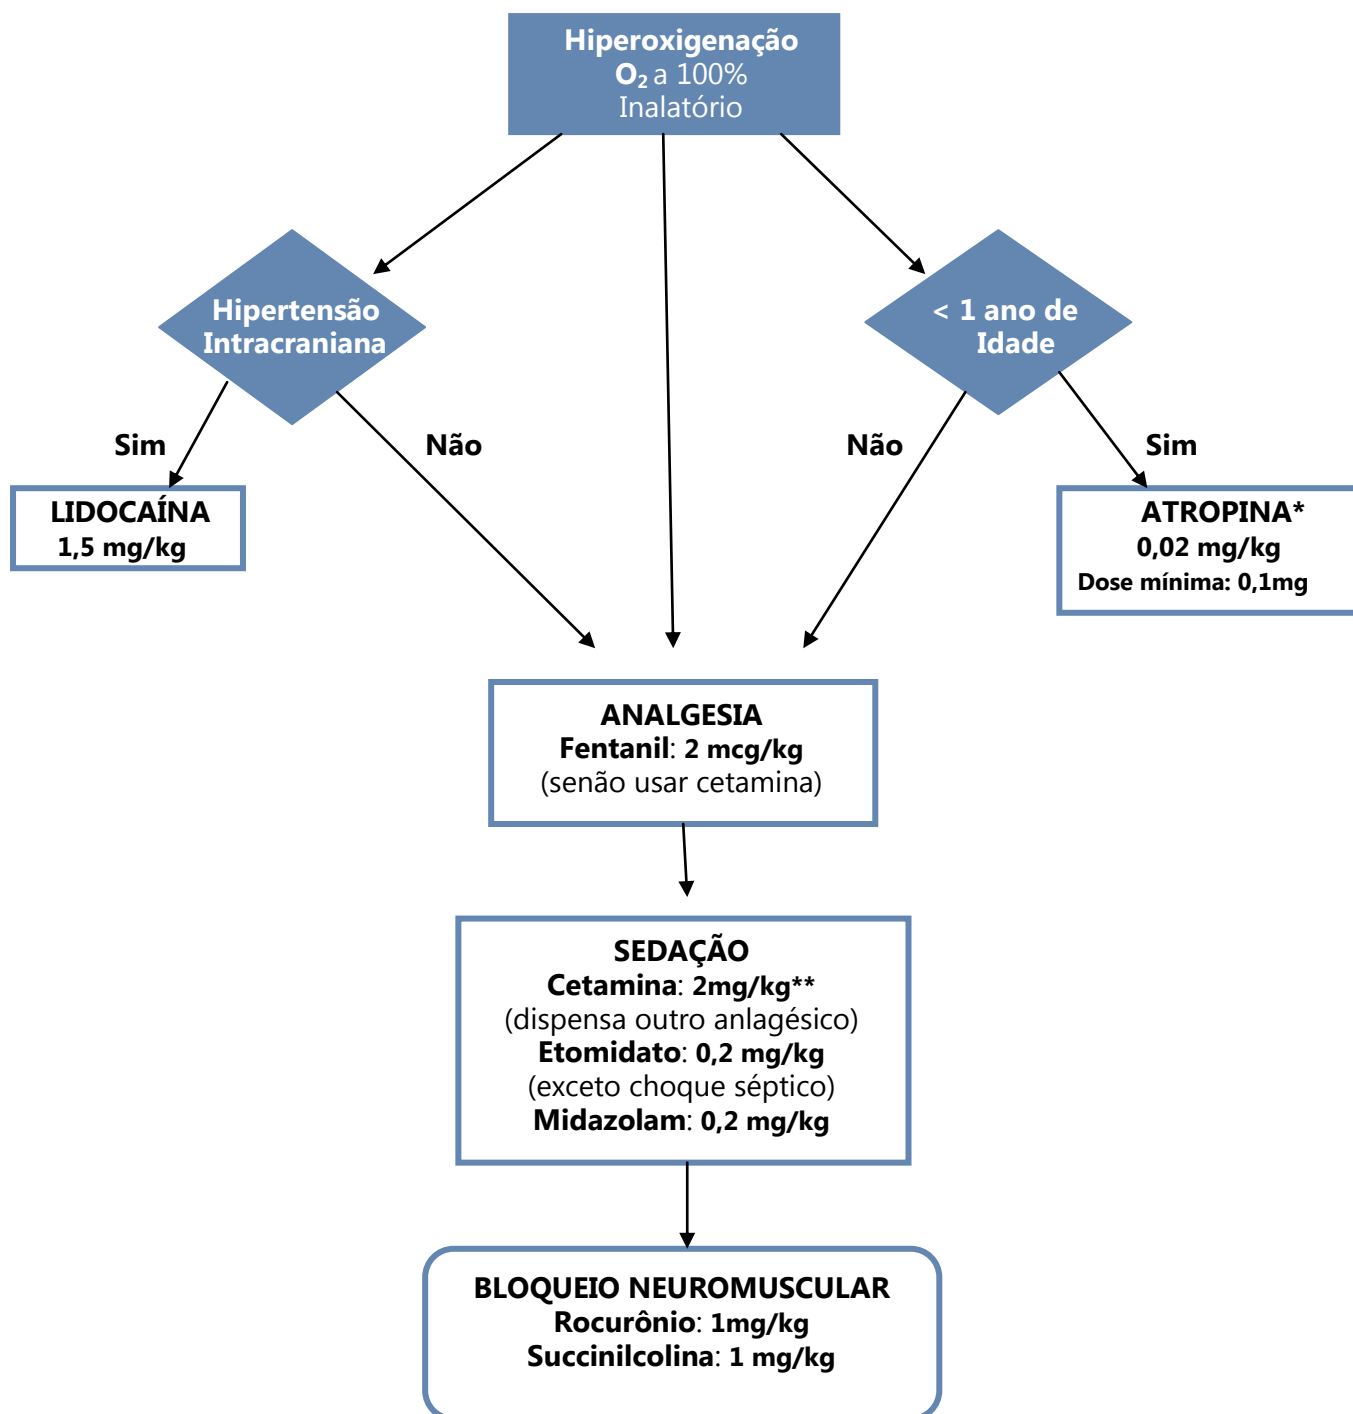 Hiperoxigenação
O₂ a 100%
Inalatório
Hipertensão
Intracraniana
< 1 ano de
Idade
Sim
Não
Não
Sim
LIDOCAÍNA
1,5 mg/kg
ATROPINA*
0,02 mg/kg
Dose mínima: 0,1mg
ANALGESIA
Fentanil: 2 mcg/kg
(senão usar cetamina)
SEDAÇÃO
Cetamina: 2mg/kg**
(dispensa outro anlagésico)
Etomidato: 0,2 mg/kg
(exceto choque séptico)
Midazolam: 0,2 mg/kg
BLOQUEIO NEUROMUSCULAR
Rocurônio: 1mg/kg
Succinilcolina: 1 mg/kg